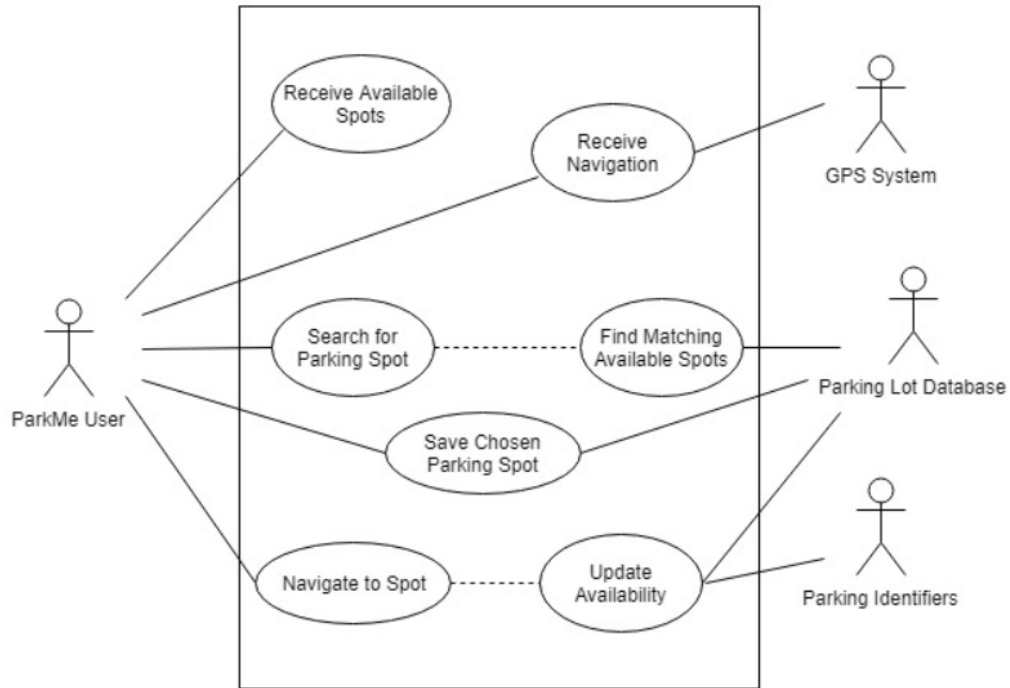 Receive Available
Spots
Receive
Navigation
GPS System
Search for
Parking Spot
Find Matching
Available Spots
ParkMe User
Parking Lot Database
Save Chosen
Parking Spot
Navigate to Spot
Update
Availability
Parking Identifiers